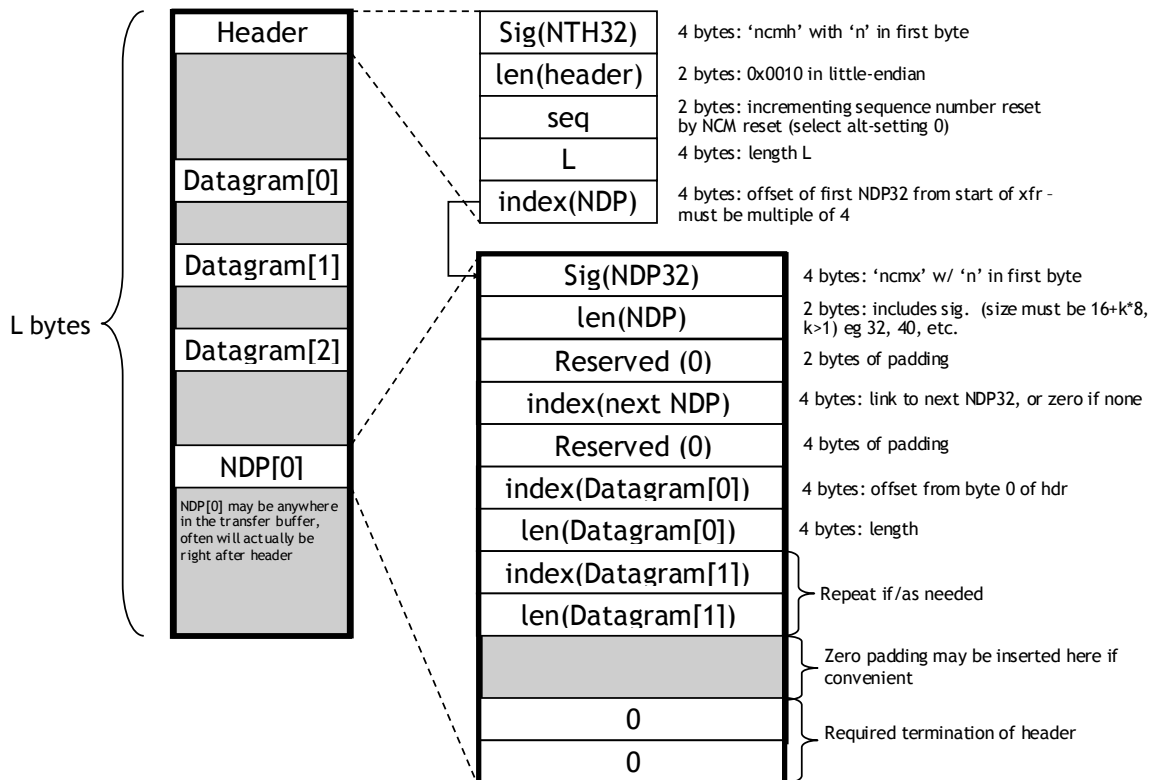 L bytes
Header
Datagram[0]
Datagram[1]
Datagram[2]
NDP[0]
NDP[0] may be anywhere
in the transfer buffer,
often will actually be
right after header
Sig(NTH32)
4 bytes: ‘ncmh’ with ‘n’ in first byte
len(header)
2 bytes: 0x0010 in little-endian
seq
2 bytes: incrementing sequence number reset
by NCM reset (select alt-setting 0)
L
4 bytes: length L
index(NDP)
4 bytes: offset of first NDP32 from start of xfr -
must be multiple of 4
Sig(NDP32)
4 bytes: ‘ncmx’ w/ ‘n’ in first byte
len(NDP)
2 bytes: includes sig. (size must be 16+k*8,
k>1) eg 32, 40, etc.
Reserved (0)
2 bytes of padding
index(next NDP)
4 bytes: link to next NDP32, or zero if none
Reserved (0)
4 bytes of padding
index(Datagram[0])
4 bytes: offset from byte 0 of hdr
len(Datagram[0])
4 bytes: length
index(Datagram[1])
len(Datagram[1])
Repeat if/as needed
Zero padding may be inserted here if
convenient
0
0
Required termination of header